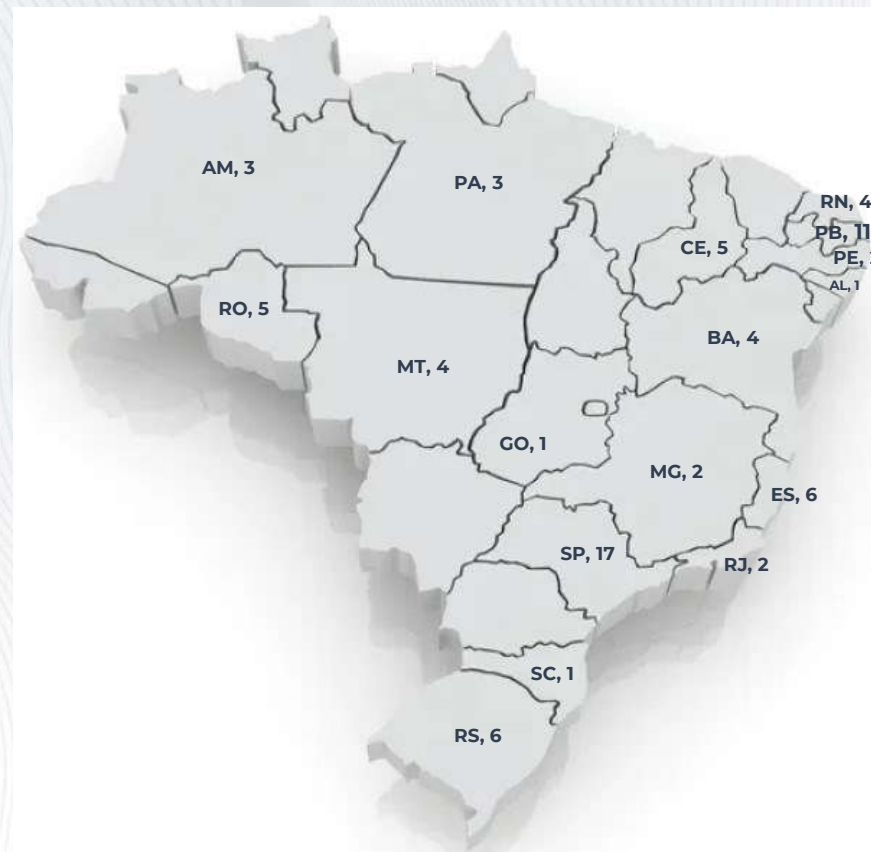 AM, 3
PA, 3
RN, 4
PB, 11
CE, 5
PE,
AL, 1
RO, 5
BA, 4
MT, 4
GO, 1
MG, 2
ES, 6
SP, 17
RJ, 2
SC, 1
RS, 6